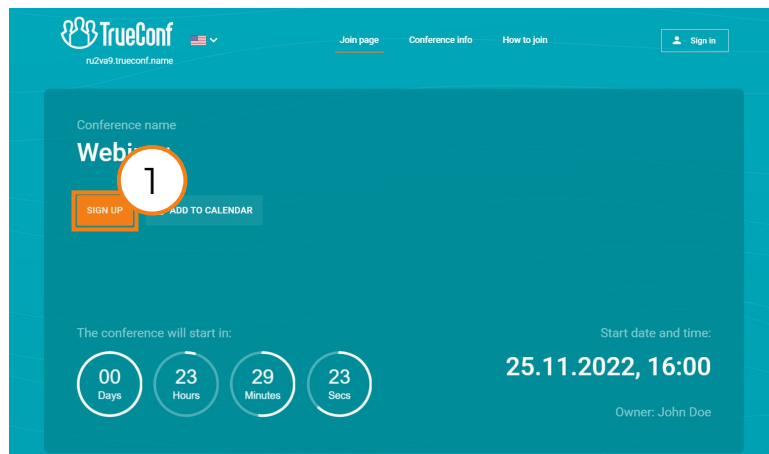 TrueConf
ru2va9.trueconf.name
Join page
Conference info
How to join
Sign in
Conference name
1
SIGN UP
ADD TO CALENDAR
The conference will start in:
00
Days
23
Hours
29
Minutes
23
Secs
Start date and time:
25.11.2022, 16:00
Owner: John Doe